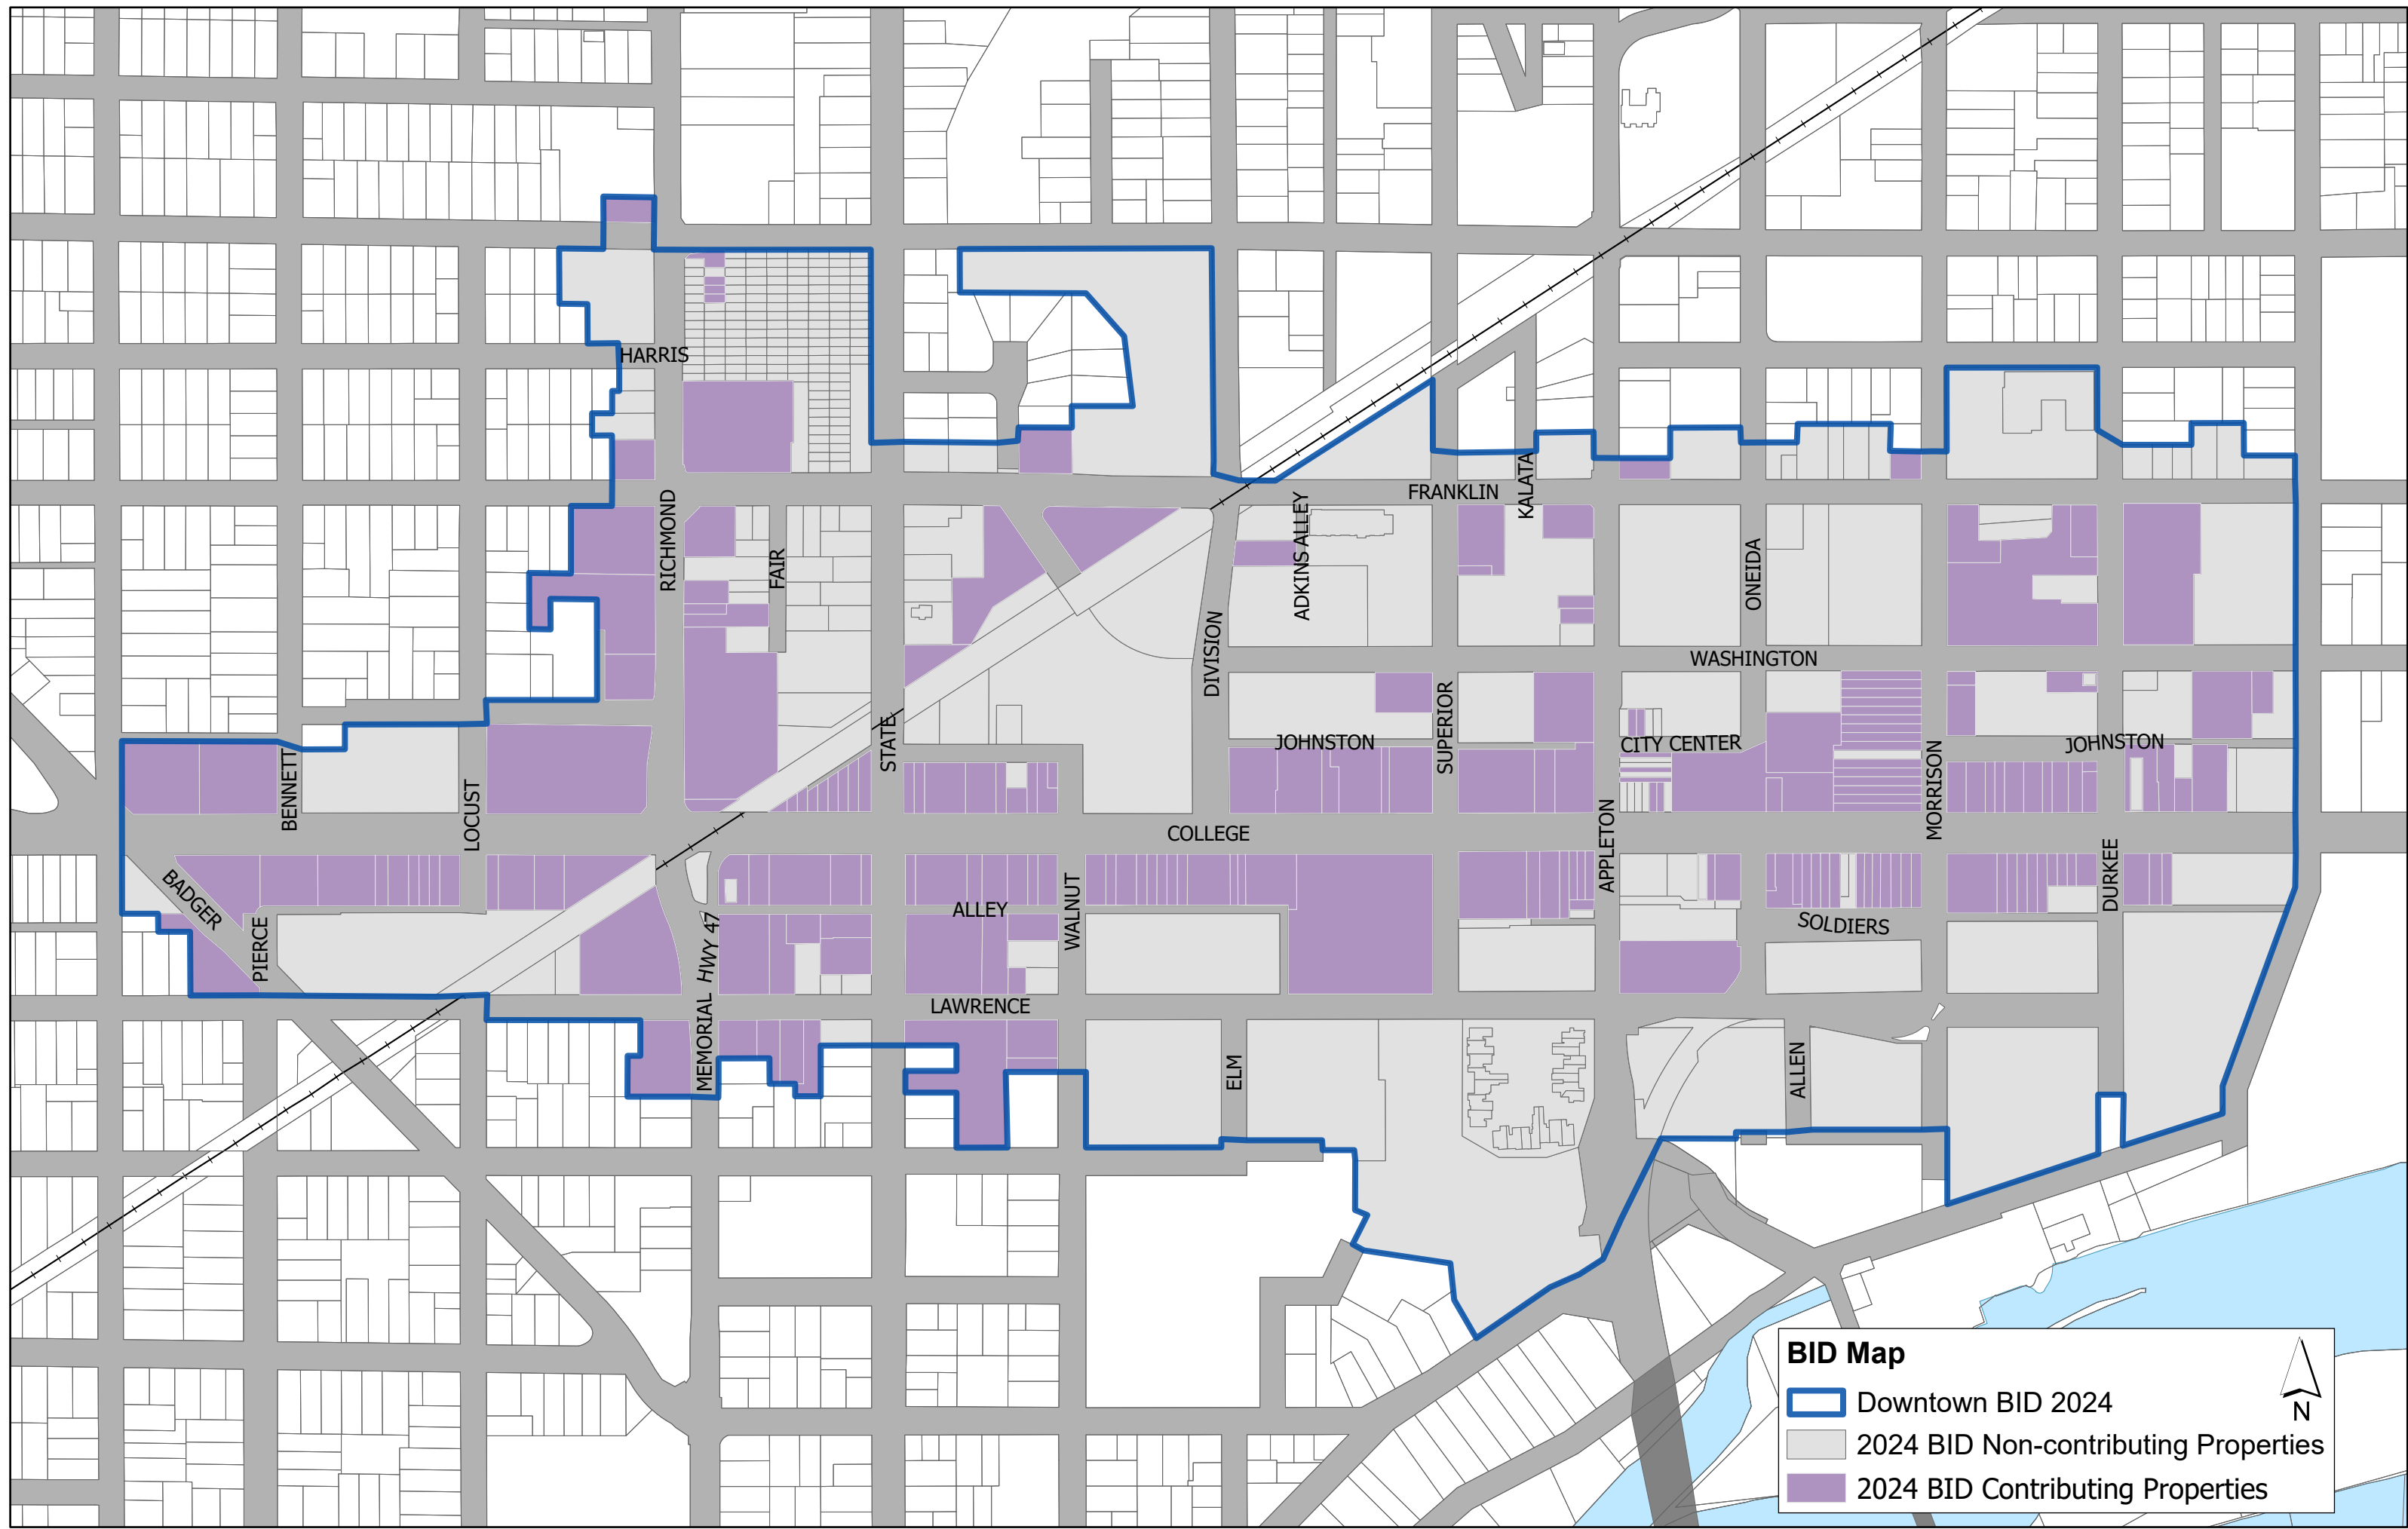 HARRIS
FRANKLIN
KALATA
RICHMOND
FAIR
ADKINS ALLEY
ONEIDA
DIVISION
WASHINGTON
STATE
JOHNSTON
SUPERIOR
CITY CENTER
MORRISON
JOHNSTON
BENNETT
LOCUST
COLLEGE
APPLETON
BADGER
PIERCE
MEMORIAL HWY 47
ALLEY
WALNUT
SOLDIERS
DURKEE
LAWRENCE
ELM
ALLEN
BID Map
Downtown BID 2024
2024 BID Non-contributing Properties
2024 BID Contributing Properties
N